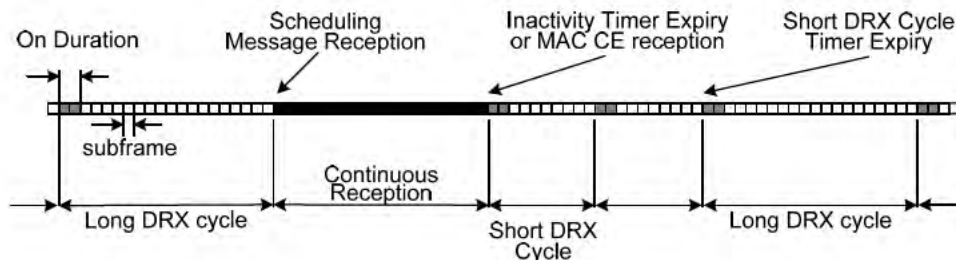 On Duration
Scheduling
Message Reception
Inactivity Timer Expiry
or MAC CE reception
Short DRX Cycle
Timer Expiry
subframe
Continuous
Reception
Long DRX cycle
Short DRX
Cycle
Long DRX cycle